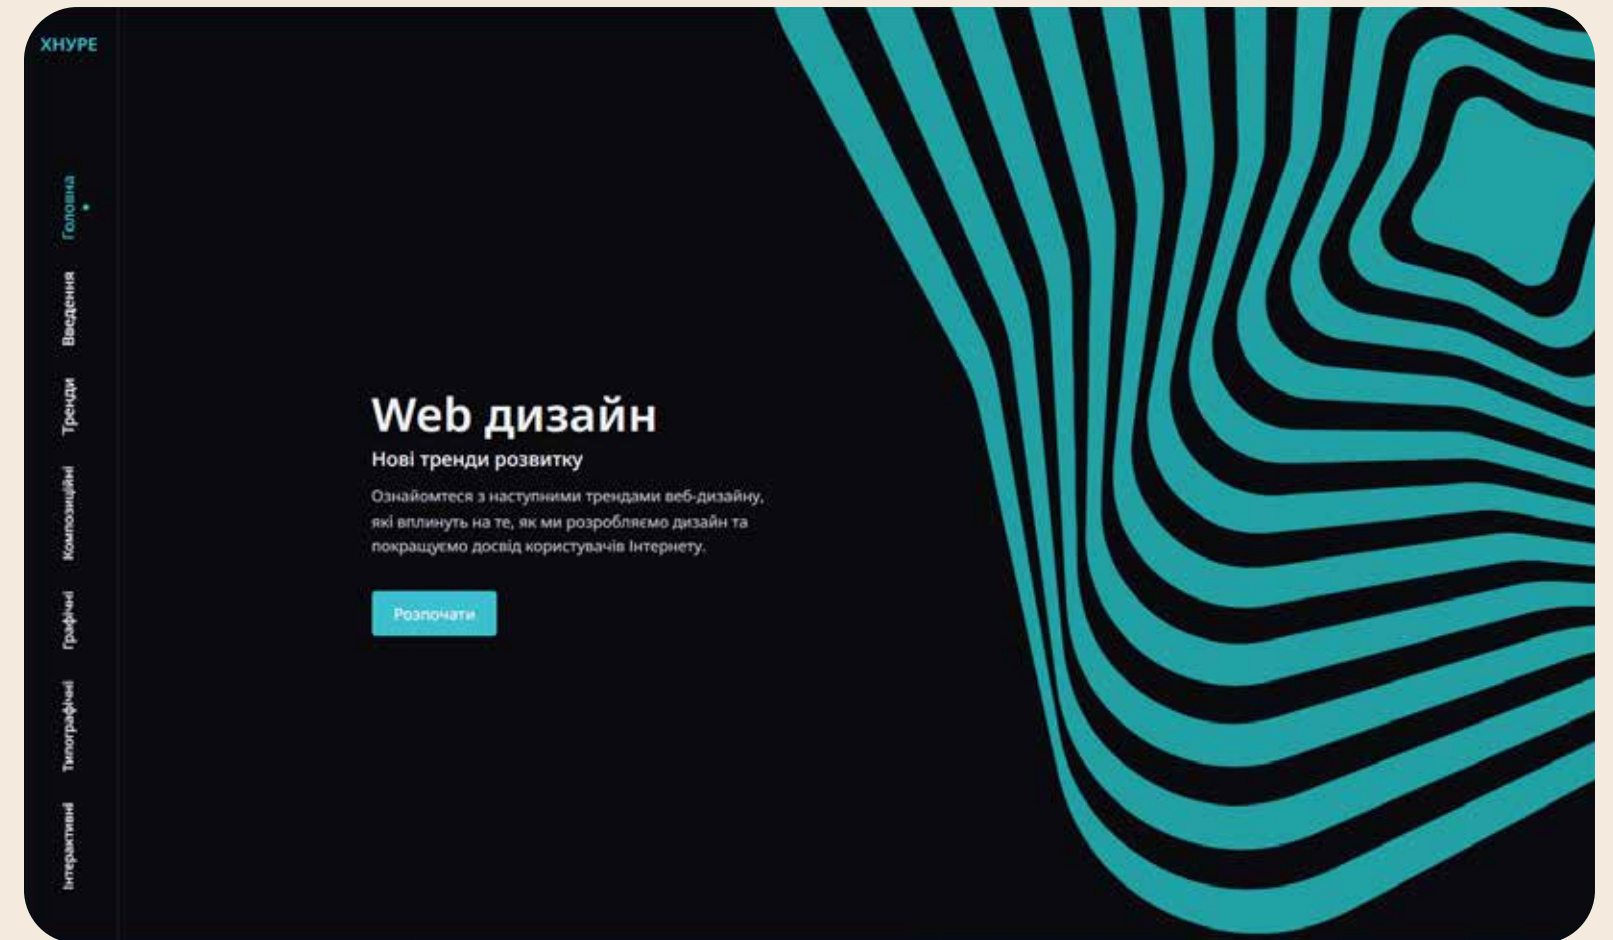 ХНУРЕ
Головна
Введення
Тренди
Композиційні
Графічні
Типографічні
Інтерактивні
Web дизайн
Нові тренди розвитку
Ознайомтеся з наступними трендами веб-дизайну,
які вплинуть на те, як ми розробляємо дизайн та
покращуємо досвід користувачів Інтернету.
Розпочати